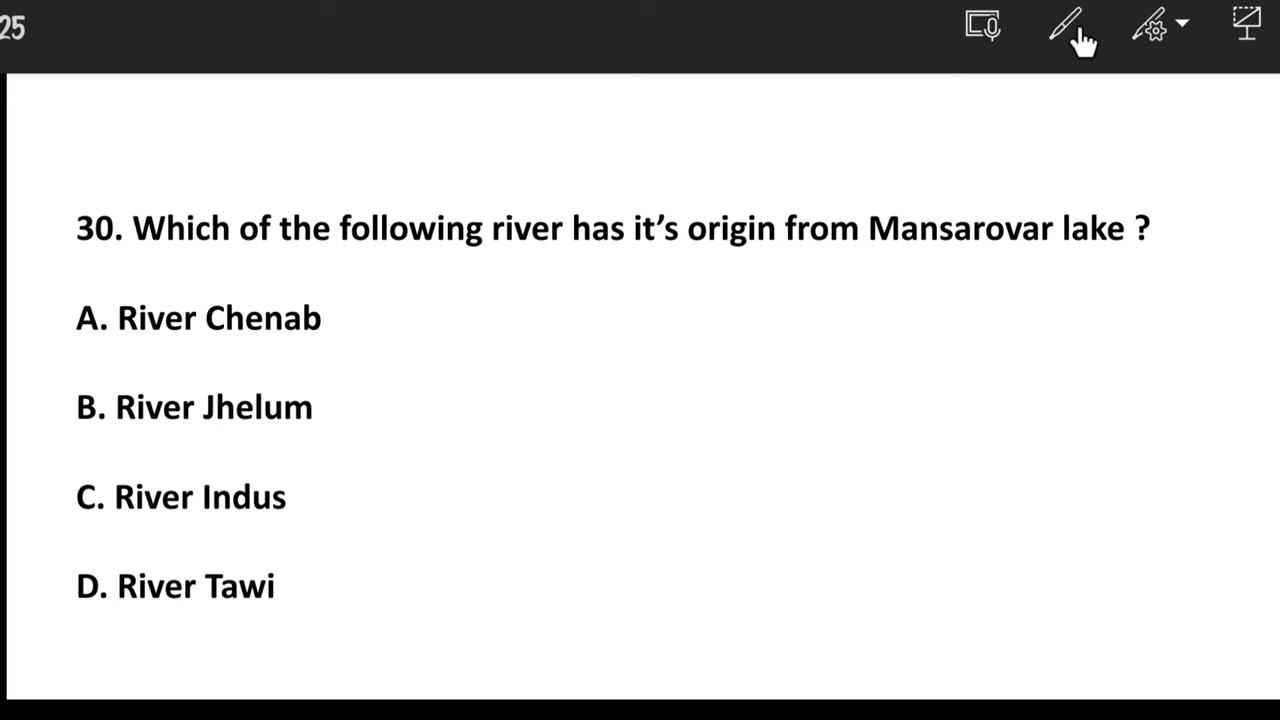 25
30. Which of the following river has it's origin from Mansarovar lake ?
A. River Chenab
B. River Jhelum
C. River Indus
D. River Tawi